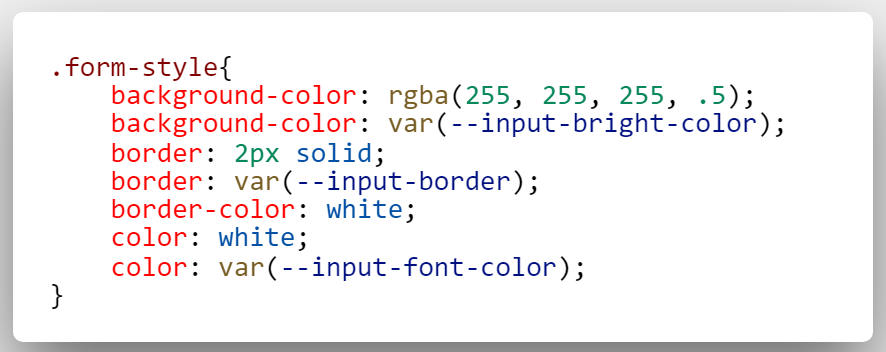 .form-style{
    background-color: rgba(255, 255, 255, .5);
    background-color: var(--input-bright-color);
    border: 2px solid;
    border: var(--input-border);
    border-color: white;
    color: white;
    color: var(--input-font-color);
}